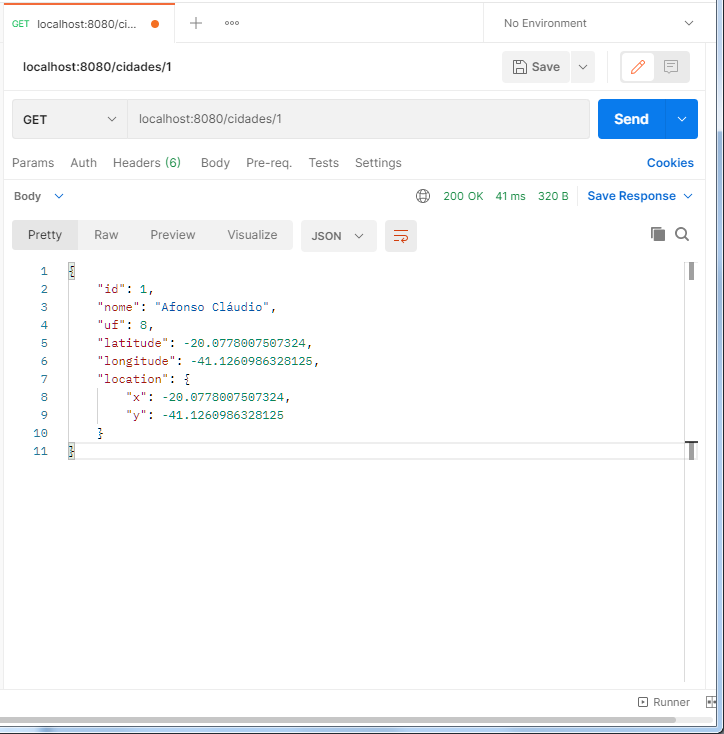 GET localhost:8080/ci... No Environment
localhost:8080/cidades/1 Save
GET localhost:8080/cidades/1 Send
Params Auth Headers (6) Body Pre-req. Tests Settings Cookies
Body 200 OK 41 ms 320 B Save Response
Pretty Raw Preview Visualize JSON
1 {
2 "id": 1,
3 "nome": "Afonso Cláudio",
4 "uf": 8,
5 "latitude": -20.0778007507324,
6 "longitude": -41.1260986328125,
7 "location": {
8 "x": -20.0778007507324,
9 "y": -41.1260986328125
10 }
11 }
Runner